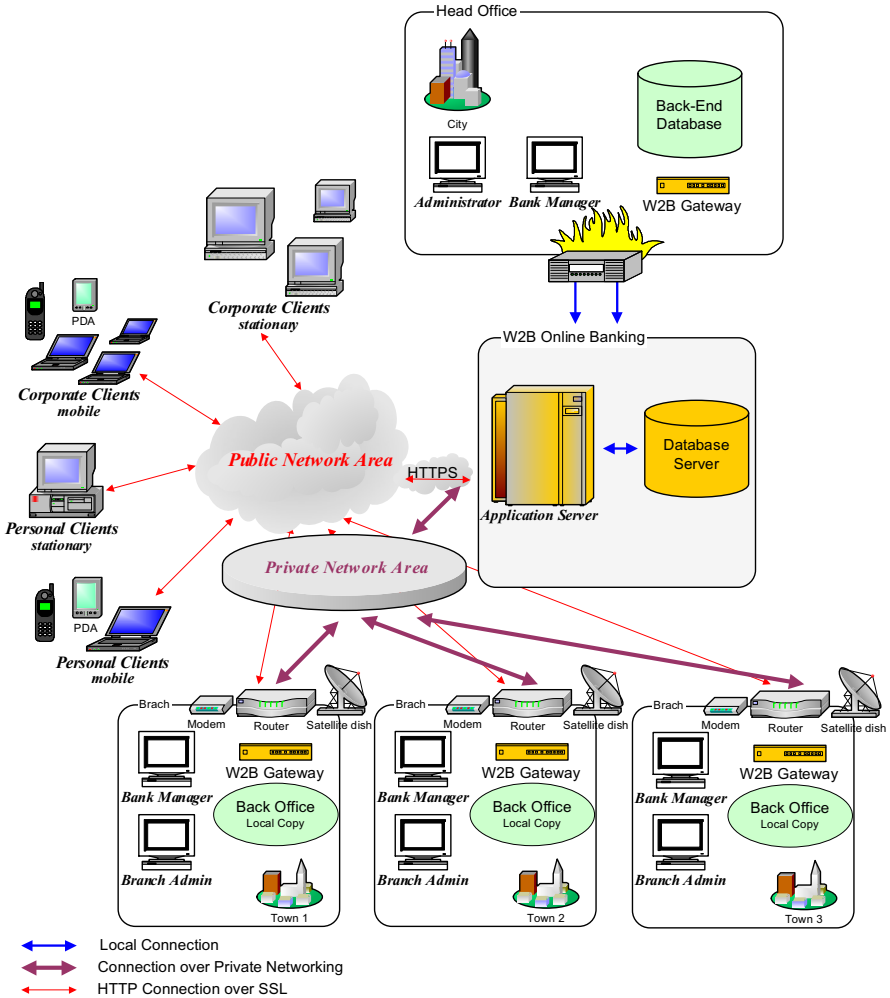 Head Office
City
Back-End
Database
Administrator
Bank Manager
W2B Gateway
Corporate Clients
stationay
PDA
Corporate Clients
mobile
W2B Online Banking
Public Network Area
HTTPS
Database
Server
Application Server
Personal Clients
stationary
Private Network Area
PDA
Personal Clients
mobile
Brach
Modem
Router
Satellite dish
W2B Gateway
Bank Manager
Back Office
Local Copy
Branch Admin
Town 1
Brach
Modem
Router
Satellite dish
W2B Gateway
Bank Manager
Back Office
Local Copy
Branch Admin
Town 2
Brach
Modem
Router
Satellite dish
W2B Gateway
Bank Manager
Back Office
Local Copy
Branch Admin
Town 3
Local Connection
Connection over Private Networking
HTTP Connection over SSL